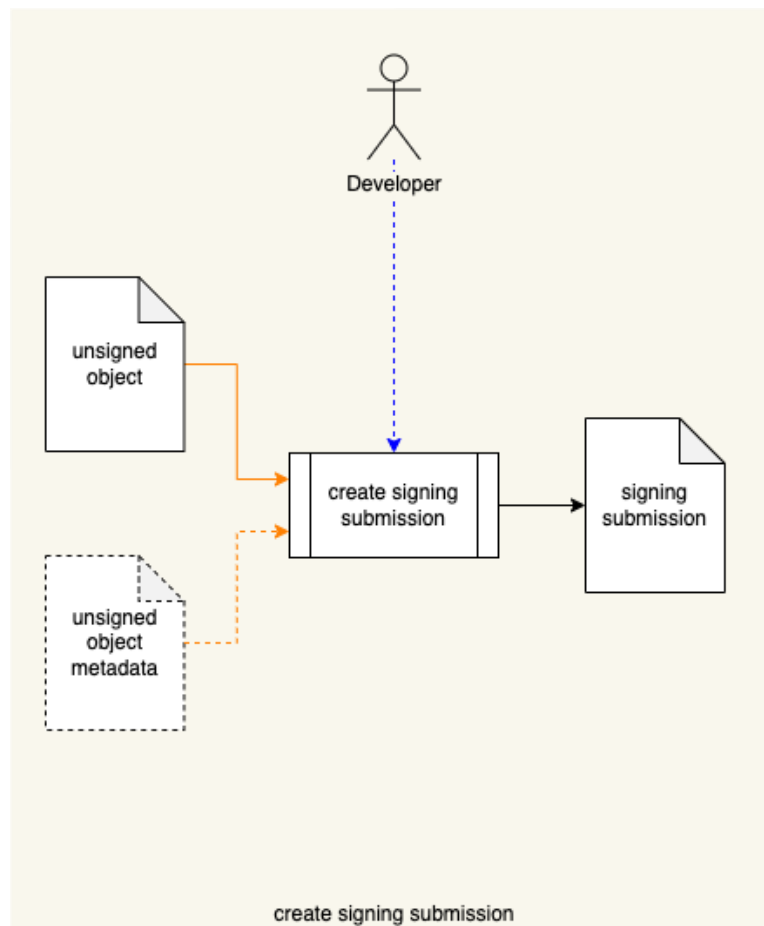 Developer
unsigned
object
create signing
submission
signing
submission
unsigned
object
metadata
create signing submission